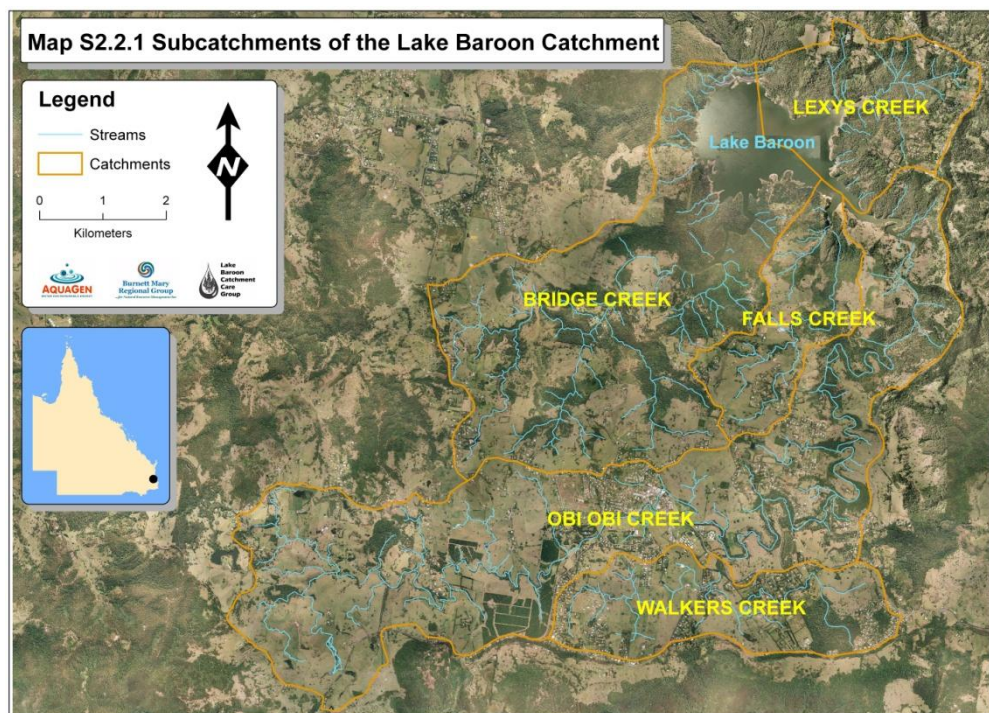 Map S2.2.1 Subcatchments of the Lake Baroon Catchment
Legend
Streams
Catchments
N
0 1 2
Kilometers
AQUAGEN
Burnett Mary
Regional Group
Lake
Baroon
Catchment
Care
Group
LEXYS CREEK
Lake Baroon
BRIDGE CREEK
FALLS CREEK
OBI OBI CREEK
WALKERS CREEK